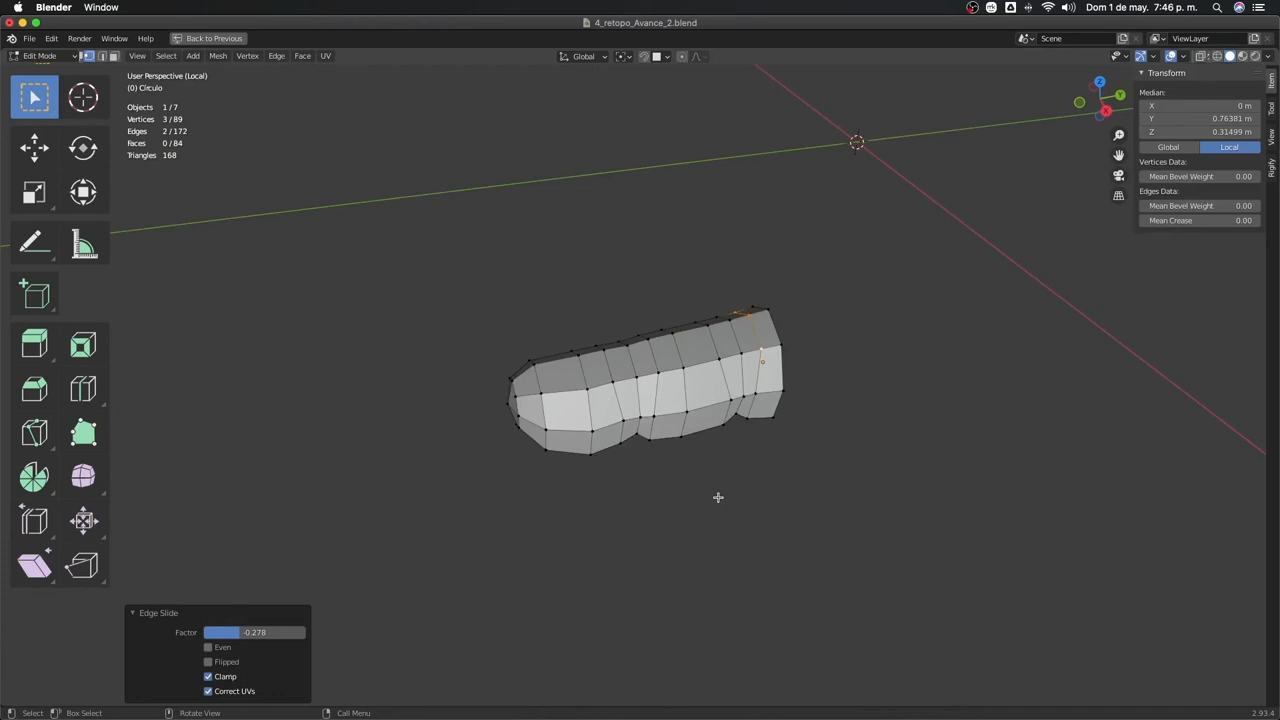 Blender Window
Dom 1 de may. 7:46 p. m.
4_retopo_Avance_2.blend
File Edit Render Window Help Back to Previous
Scene
ViewLayer
Edit Mode
View Select Add Mesh Vertex Edge Face UV
Global
User Perspective (Local)
(0) Círculo
Objects 1 / 7
Vertices 3 / 89
Edges 2 / 172
Faces 0 / 84
Triangles 168
Z
Y
X
Transform
Median:
X 0 m
Y 0.76381 m
Z 0.31499 m
Global Local
Vertices Data:
Mean Bevel Weight 0.00
Edges Data:
Mean Bevel Weight 0.00
Mean Crease 0.00
Item
Tool
View
Rigify
Edge Slide
Factor -0.278
Even
Flipped
Clamp
Correct UVs
Select Box Select Rotate View Call Menu
2.93.4